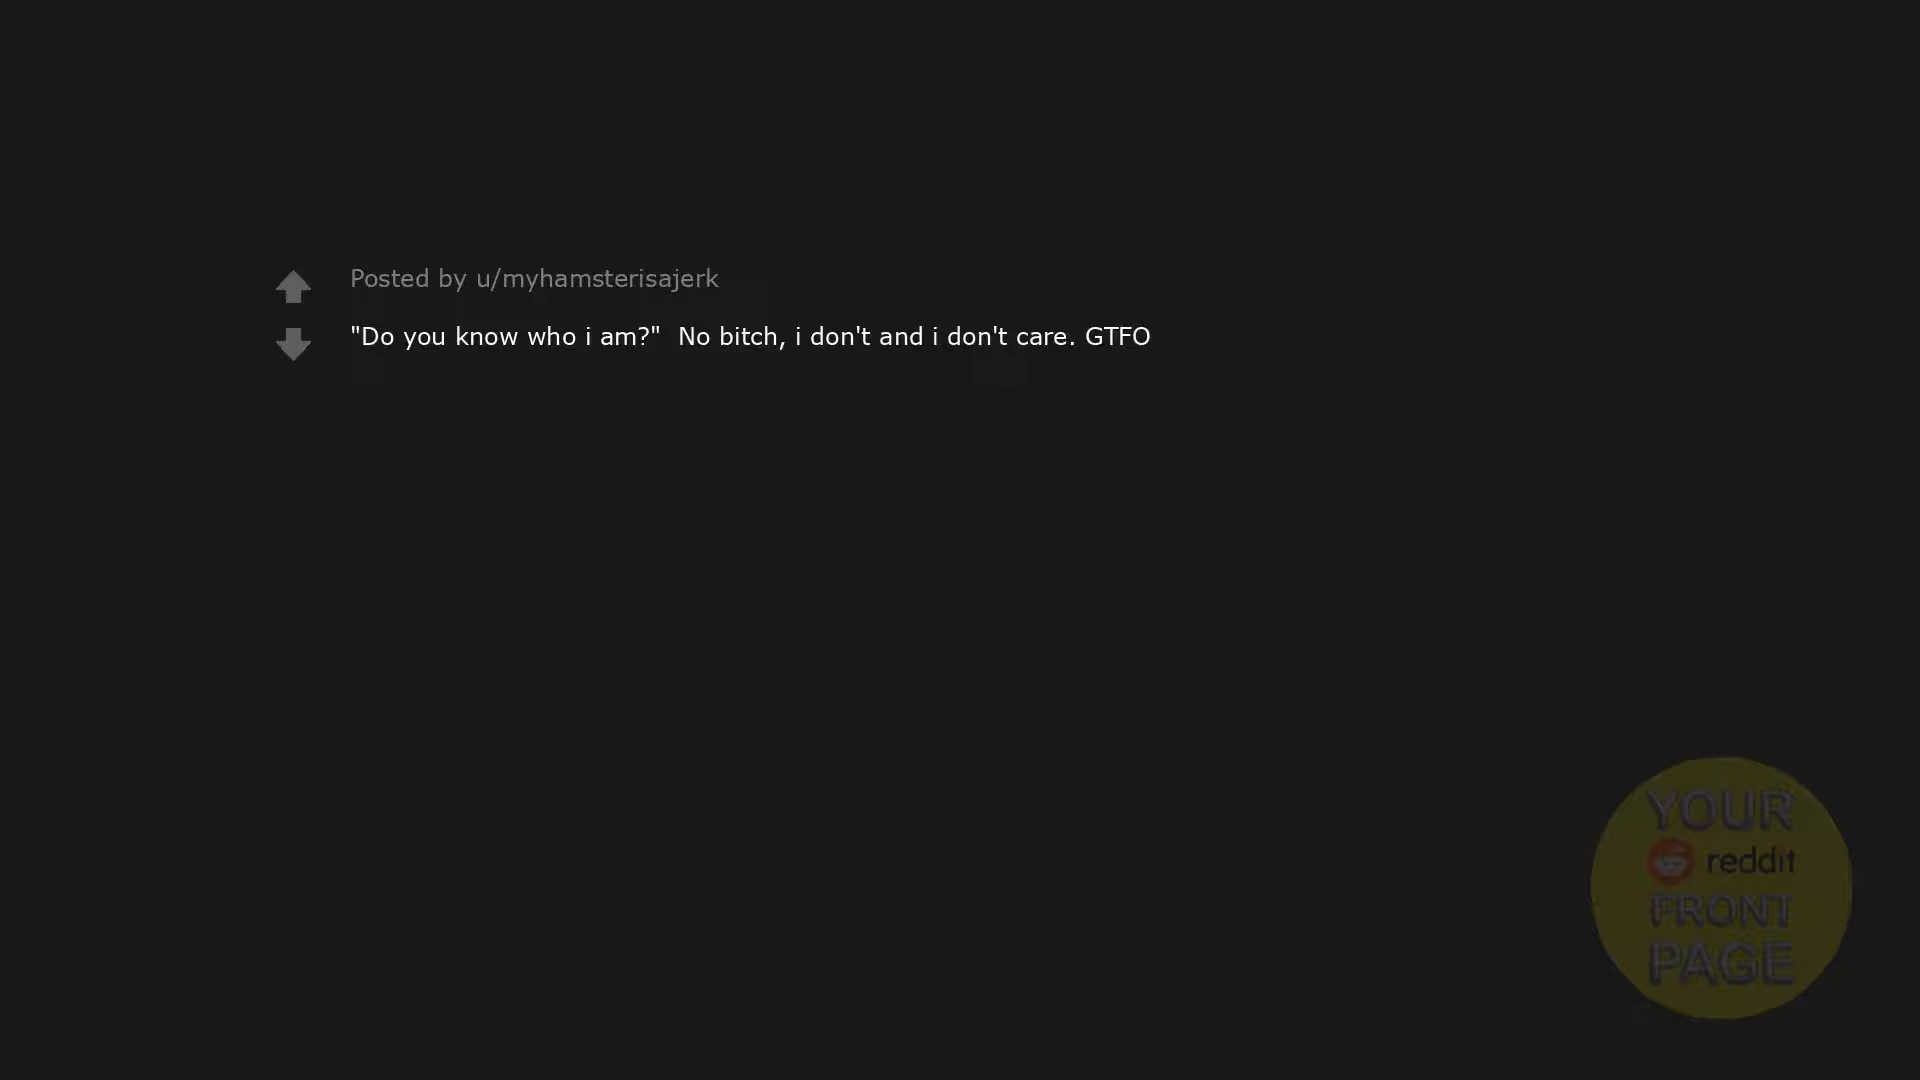 Posted by u/myhamsterisajerk
"Do you know who i am?"  No bitch, i don't and i don't care. GTFO
YOUR
reddit
FRONT
PAGE